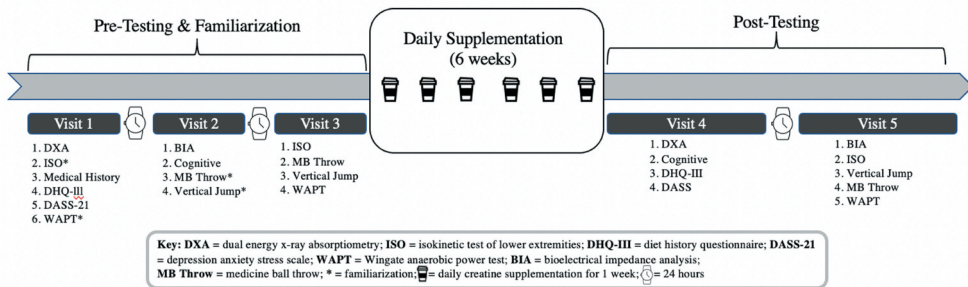 Pre-Testing & Familiarization
Daily Supplementation
(6 weeks)
Post-Testing
Visit 1
1. DXA
2. ISO*
3. Medical History
4. DHQ-III
5. DASS-21
6. WAPT*
Visit 2
1. BIA
2. Cognitive
3. MB Throw*
4. Vertical Jump*
Visit 3
1. ISO
2. MB Throw
3. Vertical Jump
4. WAPT
Visit 4
1. DXA
2. Cognitive
3. DHQ-III
4. DASS
Visit 5
1. BIA
2. ISO
3. Vertical Jump
4. MB Throw
5. WAPT
Key: DXA = dual energy x-ray absorptiometry; ISO = isokinetic test of lower extremities; DHQ-III = diet history questionnaire; DASS-21
= depression anxiety stress scale; WAPT = Wingate anaerobic power test; BIA = bioelectrical impedance analysis;
MB Throw = medicine ball throw; * = familiarization; = daily creatine supplementation for 1 week; = 24 hours